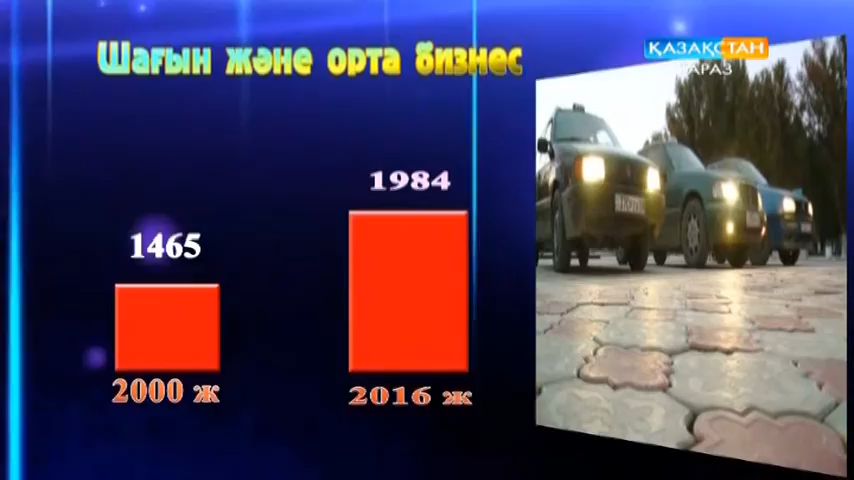 Шағын және орта бизнес
ҚАЗАҚСТАН
ТАРАЗ
1984
1465
2000 ж
2016 ж